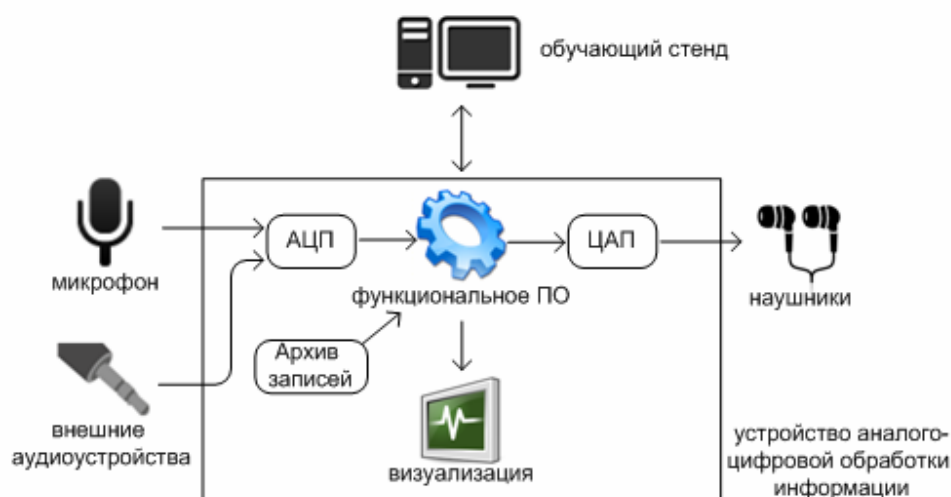 обучающий стенд
микрофон
АЦП
ЦАП
наушники
функциональное ПО
Архив
записей
внешние
аудиоустройства
визуализация
устройство аналого-
цифровой обработки
информации